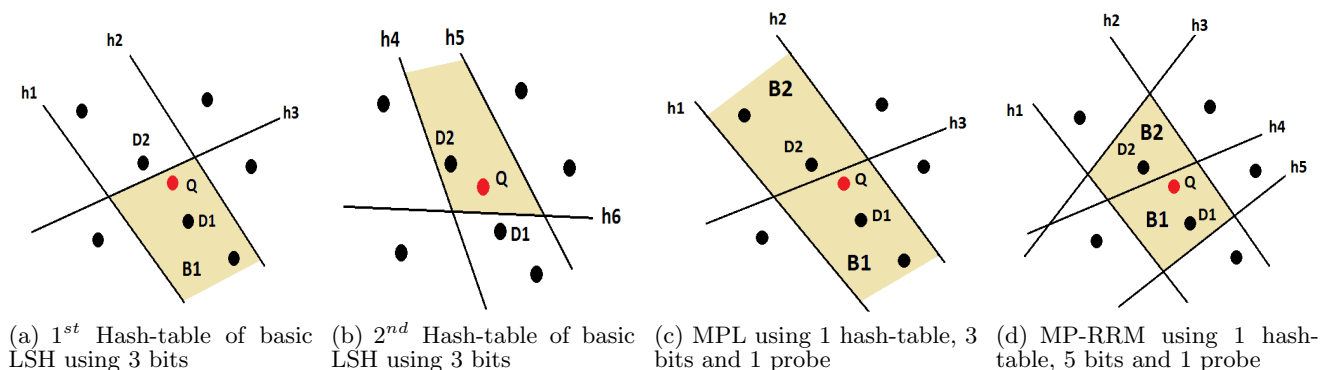 h2
h1
h3
D2
Q
D1
B1
(a) 1st Hash-table of basic
LSH using 3 bits
h4
h5
D2
Q
h6
D1
(b) 2nd Hash-table of basic
LSH using 3 bits
h2
B2
h1
h3
D2
Q
D1
B1
(c) MPL using 1 hash-table, 3
bits and 1 probe
h2
h3
h1
h4
B2
D2
h5
Q
B1
D1
(d) MP-RRM using 1 hash-
table, 5 bits and 1 probe